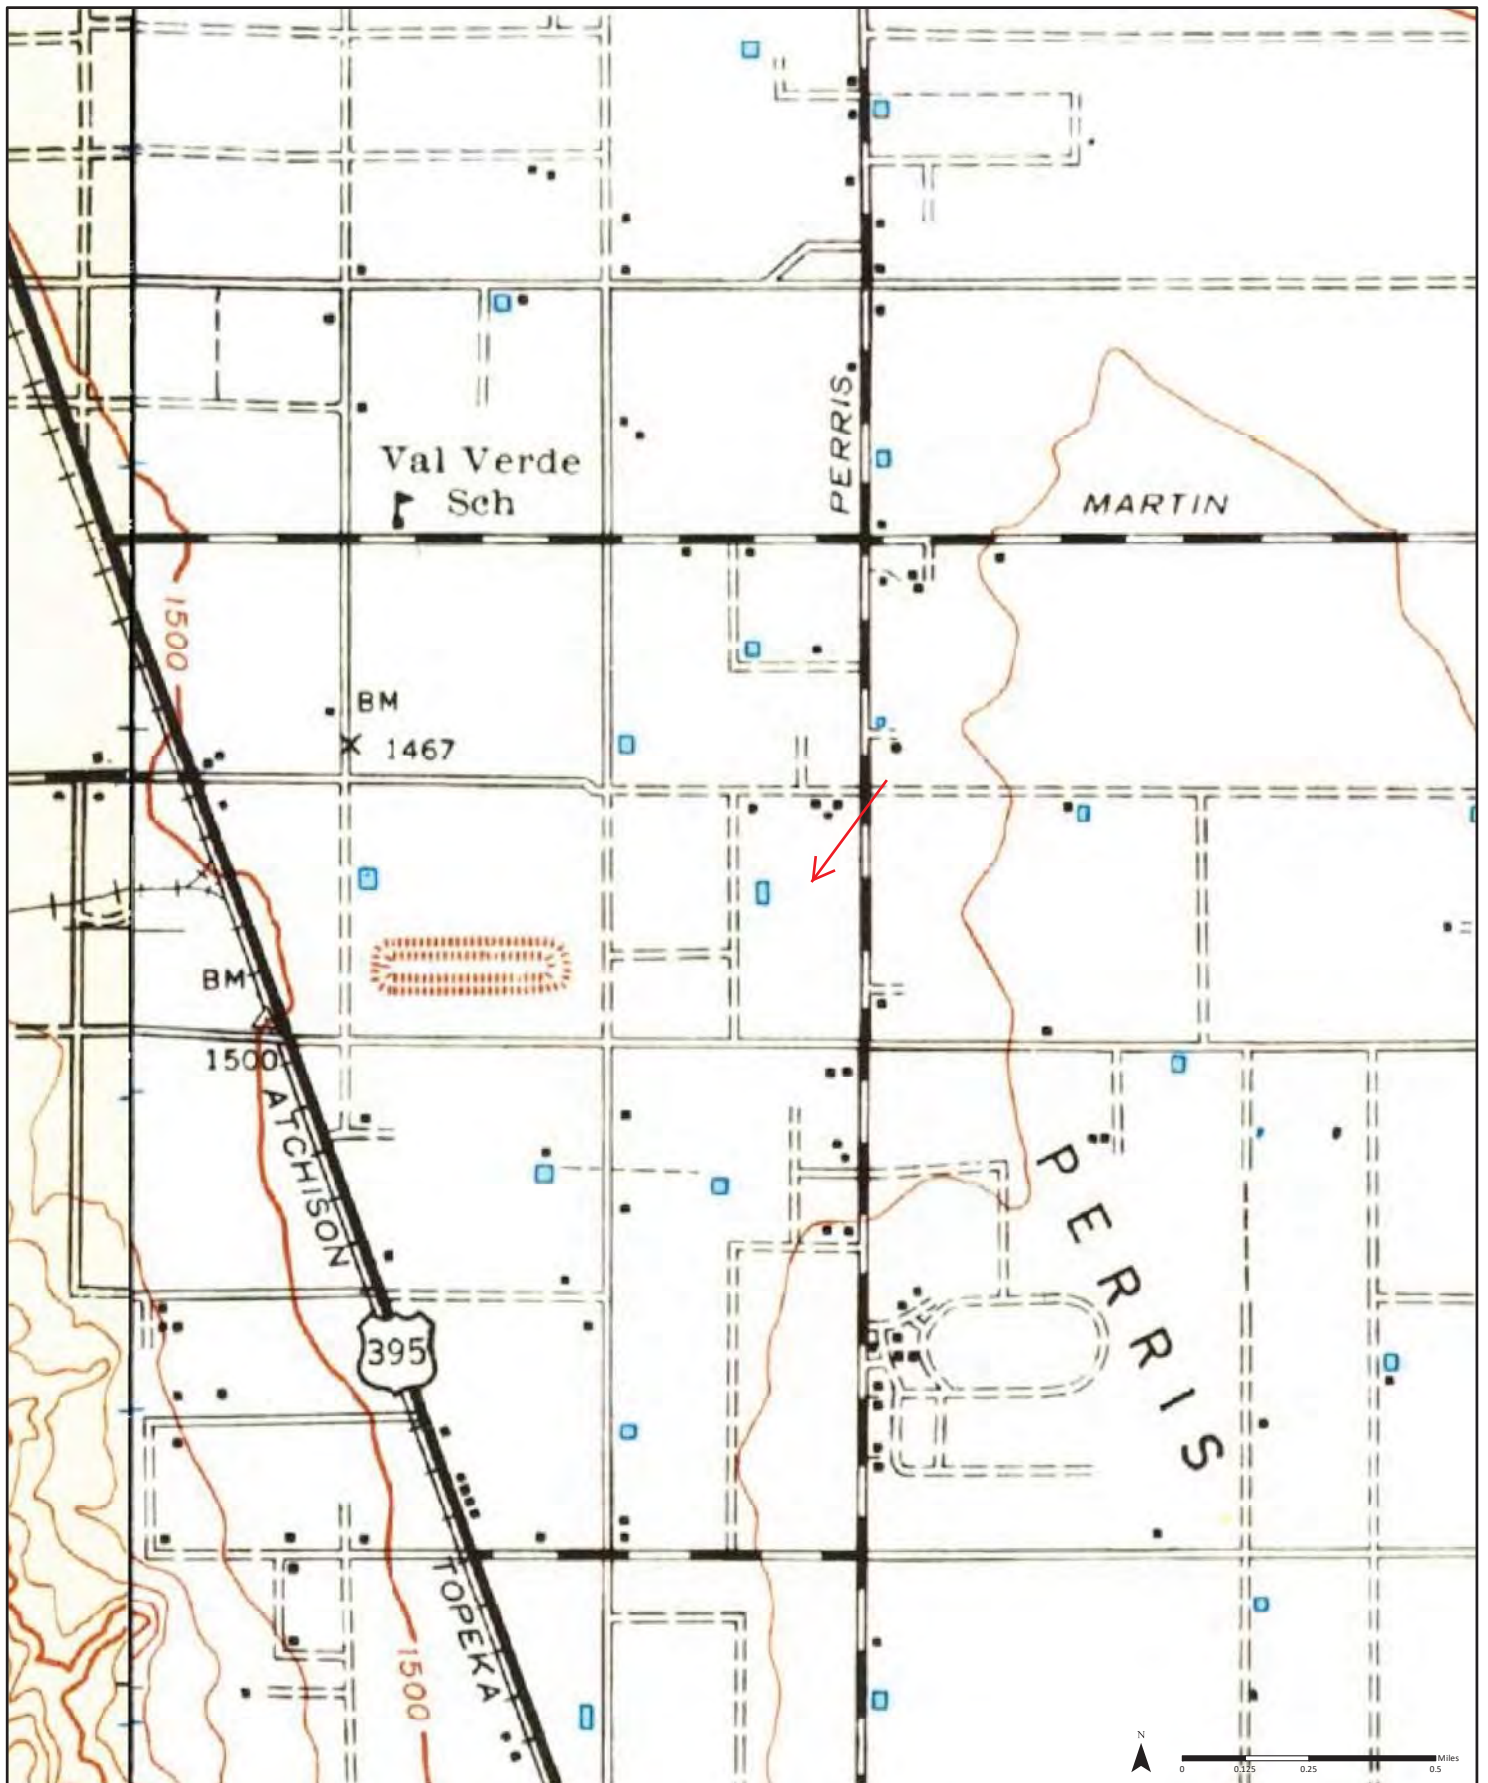 PERRIS
Val Verde
Sch
MARTIN
1500
BM
1467
BM
1500
ATCHISON
PERRIS
395
TOPEKA
1500
N
Miles
0 0.125 0.25 0.5